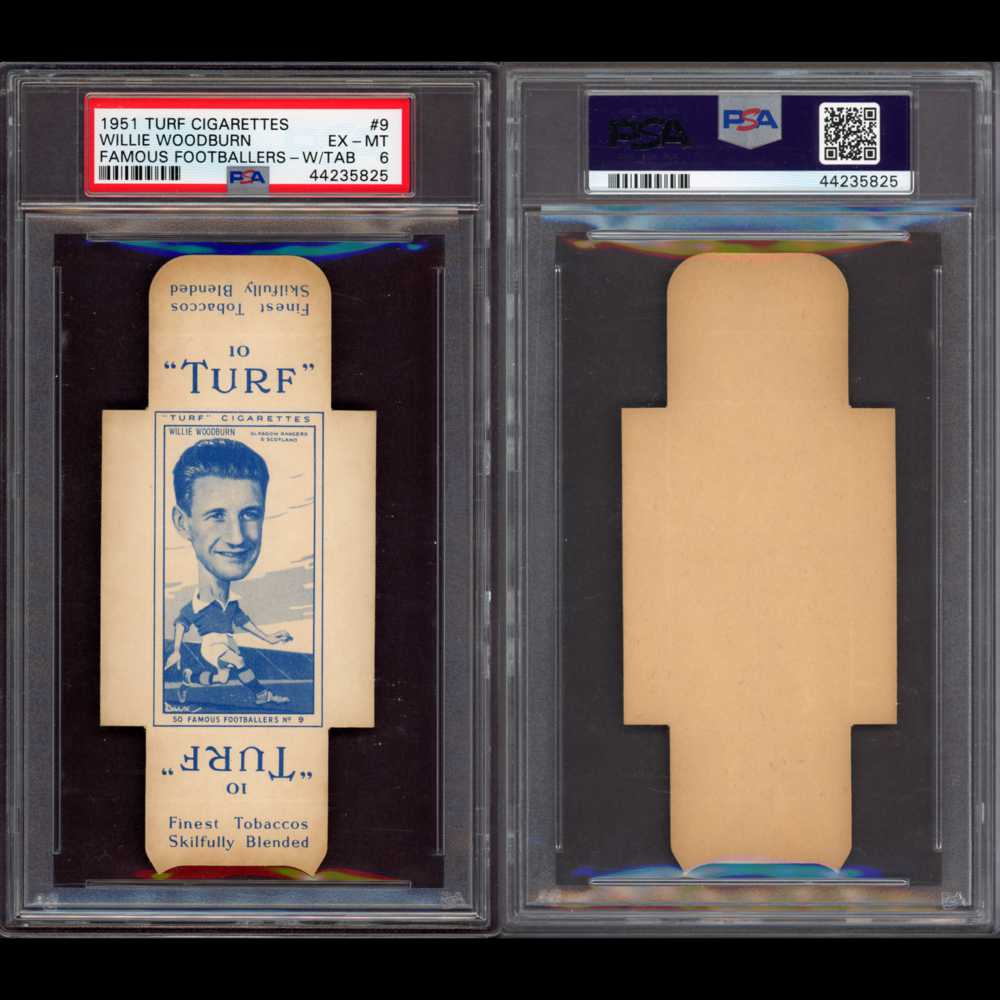 1951 TURF CIGARETTES #9
WILLIE WOODBURN EX-MT
FAMOUS FOOTBALLERS-W/TAB 6
PSA 44235825
Finest Tobaccos
Skilfully Blended
10
"TURF"
"TURF" CIGARETTES
WILLIE WOODBURN GLASGOW RANGERS
& SCOTLAND
50 FAMOUS FOOTBALLERS Nº 9
"TURF"
10
Finest Tobaccos
Skilfully Blended
PSA PSA
44235825